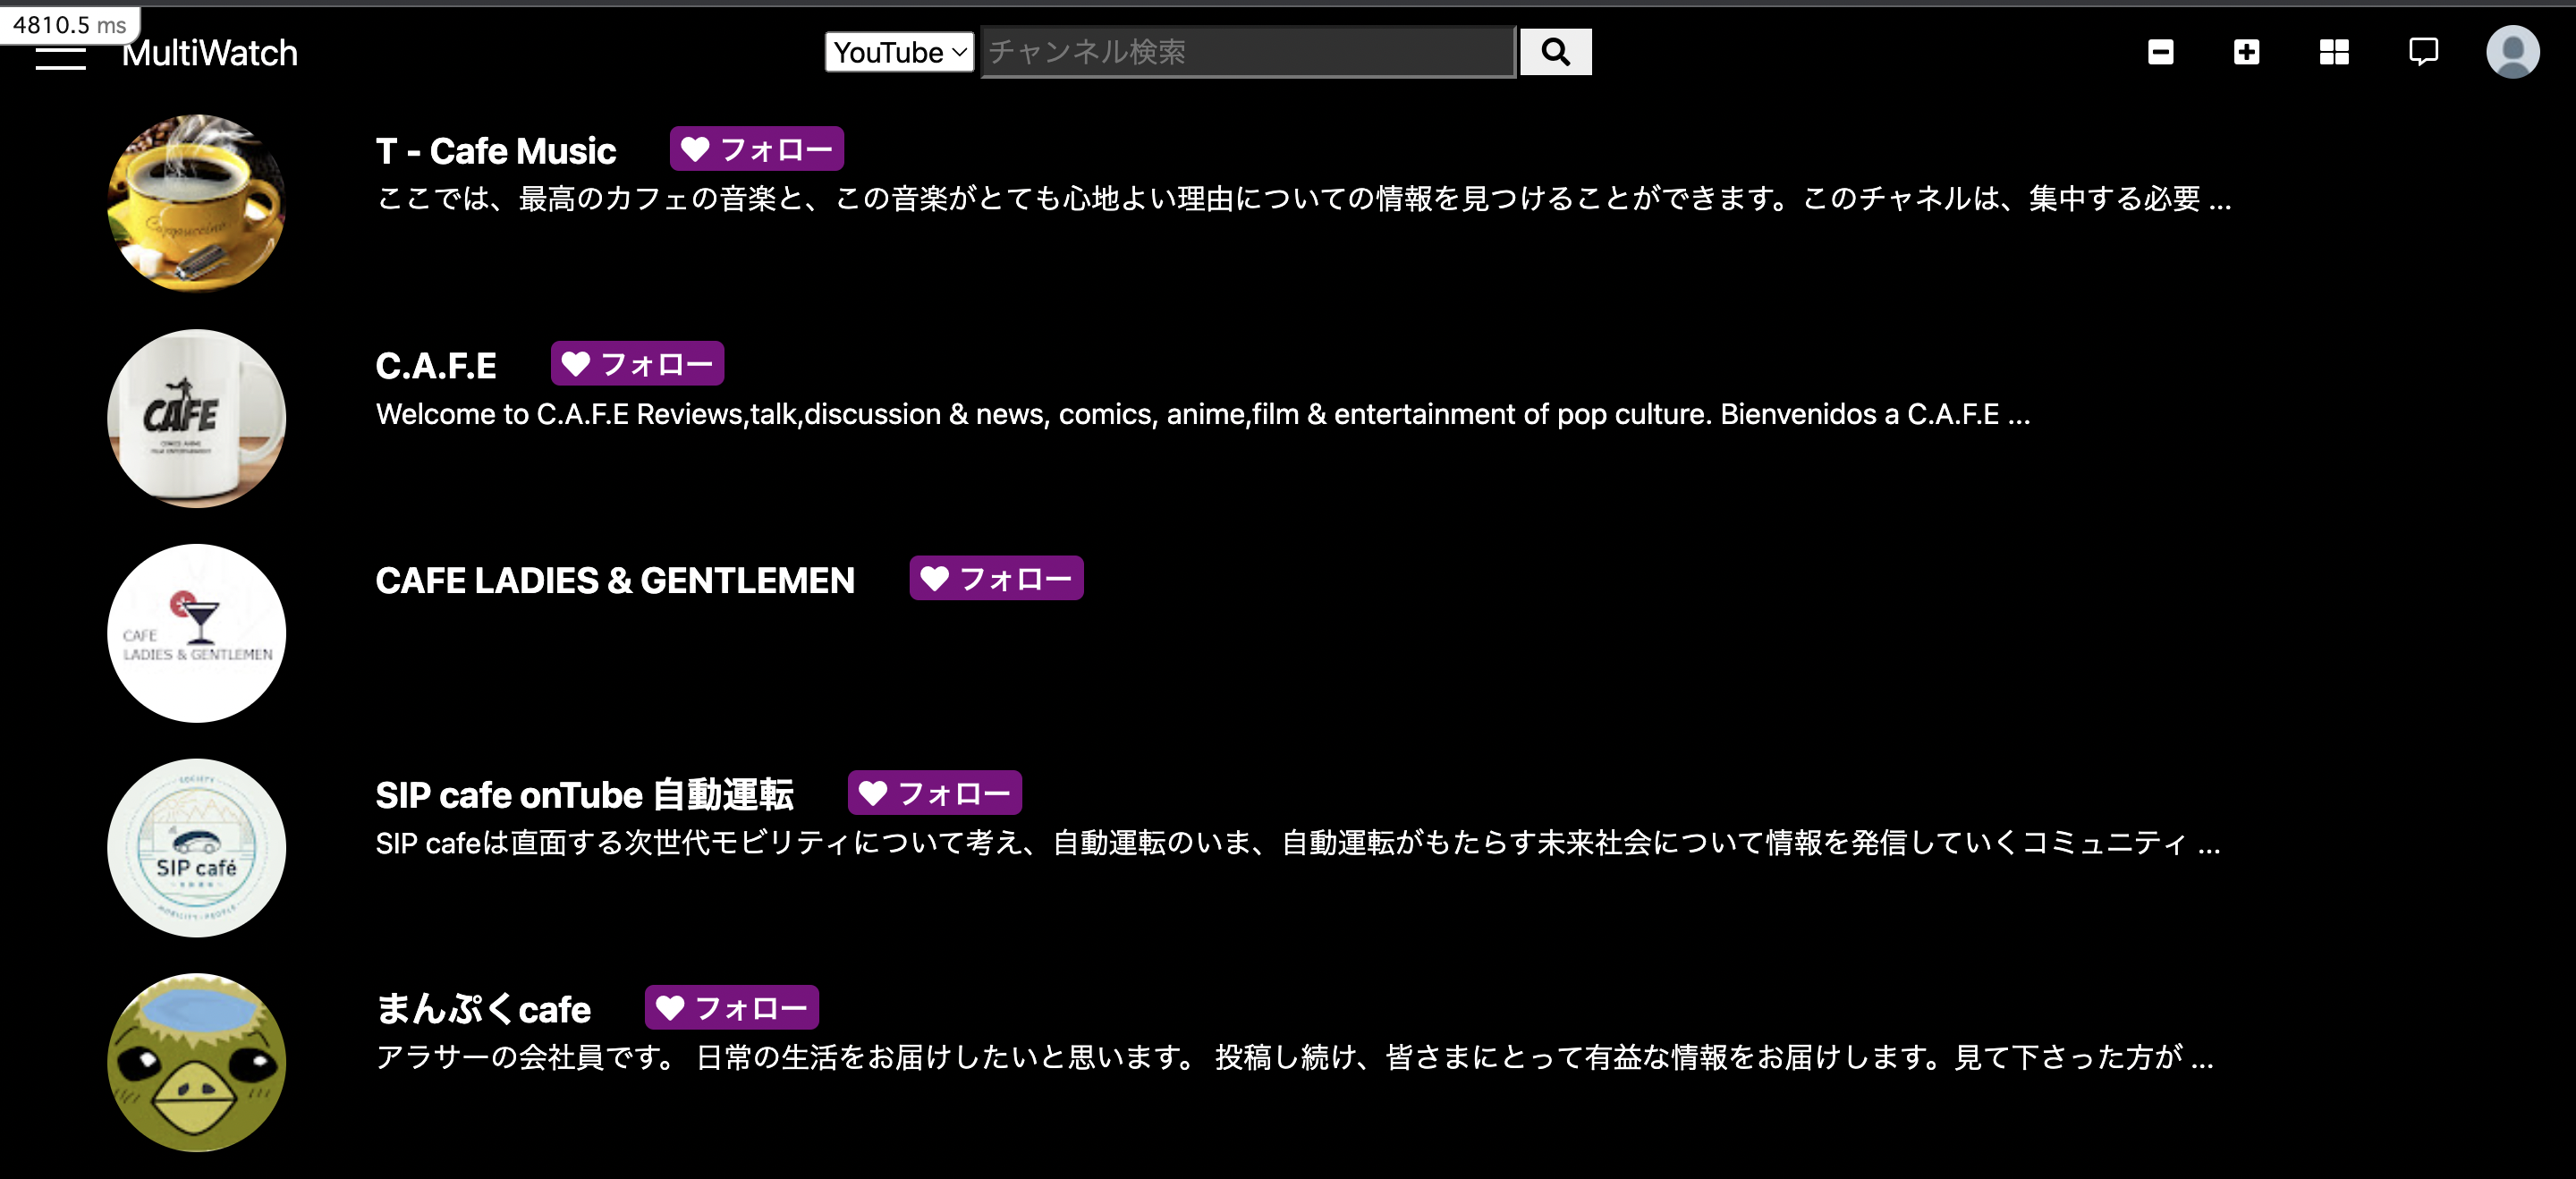 4810.5 ms
MultiWatch
YouTube
チャンネル検索
Cappuccino
T - Cafe Music
フォロー
ここでは、最高のカフェの音楽と、この音楽がとても心地よい理由についての情報を見つけることができます。このチャネルは、集中する必要 ...
CAFE
C.A.F.E
フォロー
Welcome to C.A.F.E Reviews,talk,discussion & news, comics, anime,film & entertainment of pop culture. Bienvenidos a C.A.F.E ...
CAFE
LADIES & GENTLEMEN
CAFE LADIES & GENTLEMEN
フォロー
SOCIETY
SIP café
MOBILITY PEOPLE
SIP cafe onTube 自動運転
フォロー
SIP cafeは直面する次世代モビリティについて考え、自動運転のいま、自動運転がもたらす未来社会について情報を発信していくコミュニティ ...
まんぷくcafe
フォロー
アラサーの会社員です。 日常の生活をお届けしたいと思います。 投稿し続け、皆さまにとって有益な情報をお届けします。見て下さった方が ...